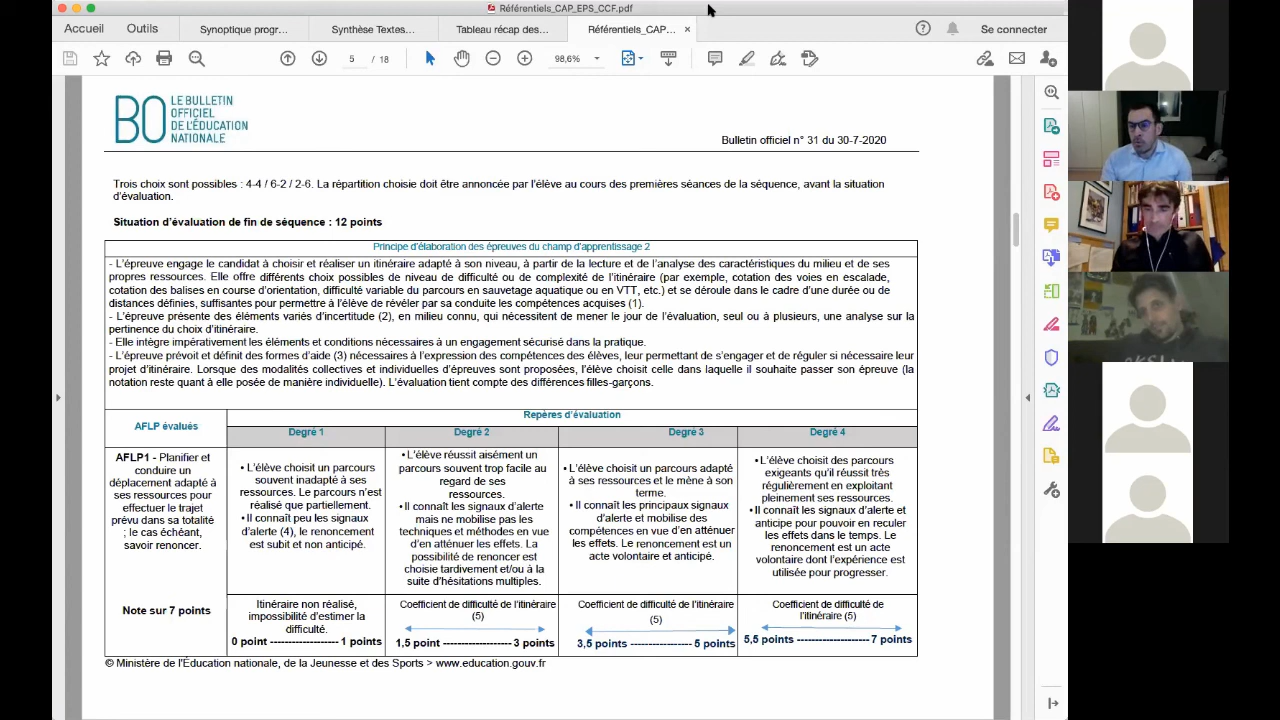 Référentiels_CAP_EPS_CCF.pdf
Accueil
Outils
Synoptique progr...
Synthèse Textes...
Tableau récap des...
Référentiels_CAP...
×
Se connecter
5
/ 18
98,6%
BO
LE BULLETIN
OFFICIEL
DE L'ÉDUCATION
NATIONALE
Bulletin officiel n° 31 du 30-7-2020
Trois choix sont possibles : 4-4 / 6-2 / 2-6. La répartition choisie doit être annoncée par l'élève au cours des premières séances de la séquence, avant la situation
d'évaluation.
Situation d'évaluation de fin de séquence : 12 points
Principe d'élaboration des épreuves du champ d'apprentissage 2
- L'épreuve engage le candidat à choisir et réaliser un itinéraire adapté à son niveau, à partir de la lecture et de l'analyse des caractéristiques du milieu et de ses
propres ressources. Elle offre différents choix possibles de niveau de difficulté ou de complexité de l'itinéraire (par exemple, cotation des voies en escalade,
cotation des balises en course d'orientation, difficulté variable du parcours en sauvetage aquatique ou en VTT, etc.) et se déroule dans le cadre d'une durée ou de
distances définies, suffisantes pour permettre à l'élève de révéler par sa conduite les compétences acquises (1).
- L'épreuve présente des éléments variés d'incertitude (2), en milieu connu, qui nécessitent de mener le jour de l'évaluation, seul ou à plusieurs, une analyse sur la
pertinence du choix d'itinéraire.
- Elle intègre impérativement les éléments et conditions nécessaires à un engagement sécurisé dans la pratique.
- L'épreuve prévoit et définit des formes d'aide (3) nécessaires à l'expression des compétences des élèves, leur permettant de s'engager et de réguler si nécessaire leur
projet d'itinéraire. Lorsque des modalités collectives et individuelles d'épreuves sont proposées, l'élève choisit celle dans laquelle il souhaite passer son épreuve (la
notation reste quant à elle posée de manière individuelle). L'évaluation tient compte des différences filles-garçons.
AFLP évalués
Repères d'évaluation
Degré 1
Degré 2
Degré 3
Degré 4
AFLP1 - Planifier et
conduire un
déplacement adapté à
ses ressources pour
effectuer le trajet
prévu dans sa totalité
; le cas échéant,
savoir renoncer.
• L'élève choisit un parcours
souvent inadapté à ses
ressources. Le parcours n'est
réalisé que partiellement.
• Il connaît peu les signaux
d'alerte (4), le renoncement
est subit et non anticipé.
• L'élève réussit aisément un
parcours souvent trop facile au
regard de ses
ressources.
• Il connaît les signaux d'alerte
mais ne mobilise pas les
techniques et méthodes en vue
d'en atténuer les effets. La
possibilité de renoncer est
choisie tardivement et/ou à la
suite d'hésitations multiples.
• L'élève choisit un parcours adapté
à ses ressources et le mène à son
terme.
• Il connaît les principaux signaux
d'alerte et mobilise des
compétences en vue d'en atténuer
les effets. Le renoncement est un
acte volontaire et anticipé.
• L'élève choisit des parcours
exigeants qu'il réussit très
régulièrement en exploitant
pleinement ses ressources.
• Il connaît les signaux d'alerte et
anticipe pour pouvoir en reculer
les effets dans le temps. Le
renoncement est un acte
volontaire dont l'expérience est
utilisée pour progresser.
Note sur 7 points
Itinéraire non réalisé,
impossibilité d'estimer la
difficulté.
0 point ------------------- 1 points
Coefficient de difficulté de l'itinéraire
(5)
1,5 point ------------------- 3 points
Coefficient de difficulté de l'itinéraire
(5)
3,5 points ----------------- 5 points
Coefficient de difficulté de
l'itinéraire (5)
5,5 points -------------------- 7 points
© Ministère de l'Éducation nationale, de la Jeunesse et des Sports > www.education.gouv.fr